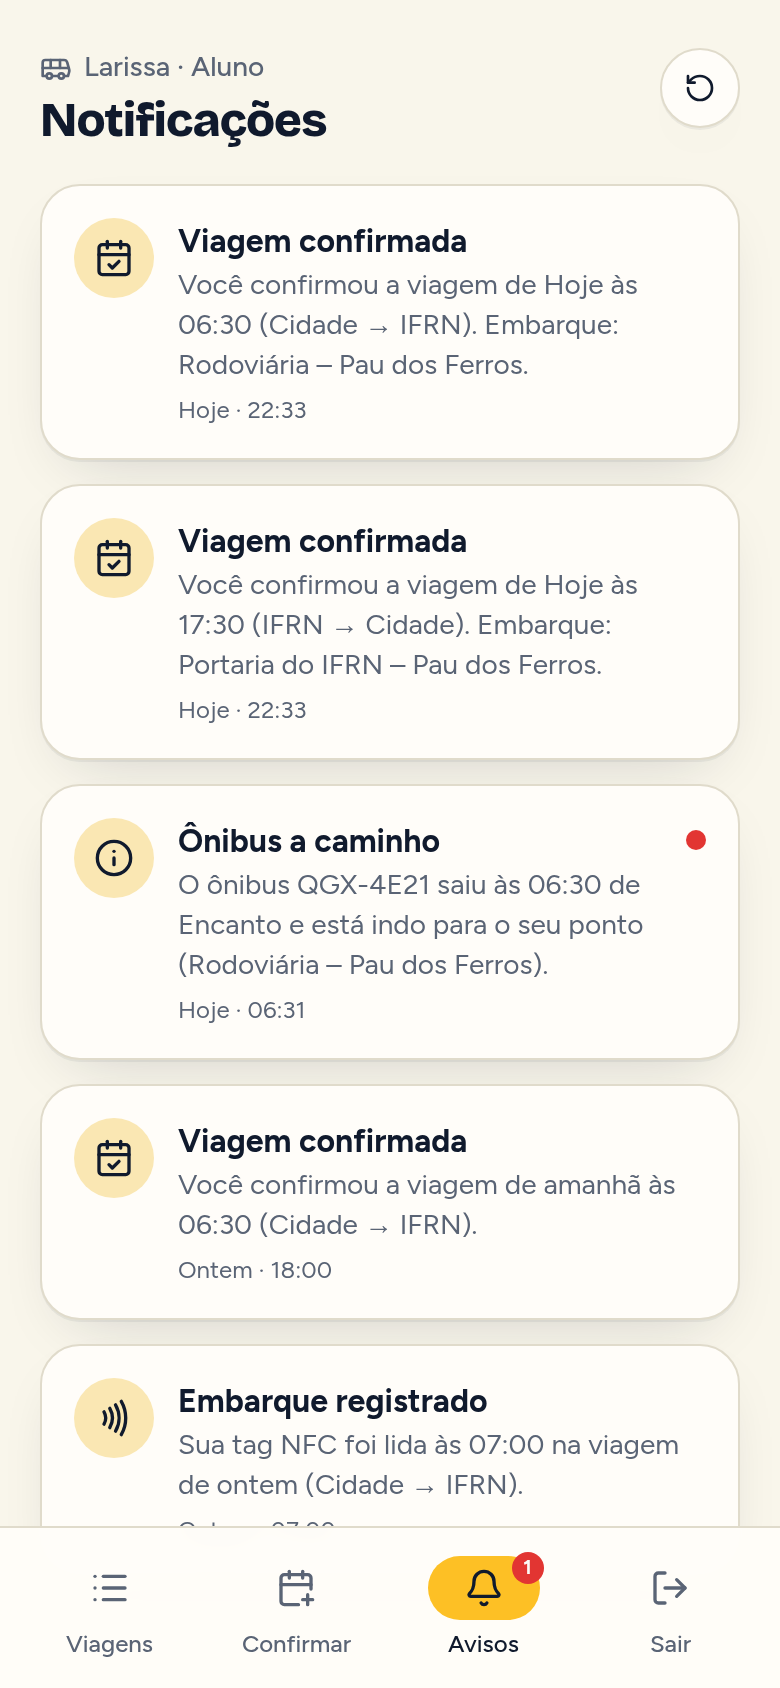 Larissa · Aluno
Notificações
Viagem confirmada
Você confirmou a viagem de Hoje às
06:30 (Cidade → IFRN). Embarque:
Rodoviária – Pau dos Ferros.
Hoje · 22:33
Viagem confirmada
Você confirmou a viagem de Hoje às
17:30 (IFRN → Cidade). Embarque:
Portaria do IFRN – Pau dos Ferros.
Hoje · 22:33
Ônibus a caminho
O ônibus QGX-4E21 saiu às 06:30 de
Encanto e está indo para o seu ponto
(Rodoviária – Pau dos Ferros).
Hoje · 06:31
Viagem confirmada
Você confirmou a viagem de amanhã às
06:30 (Cidade → IFRN).
Ontem · 18:00
Embarque registrado
Sua tag NFC foi lida às 07:00 na viagem
de ontem (Cidade → IFRN).
1
Viagens
Confirmar
Avisos
Sair